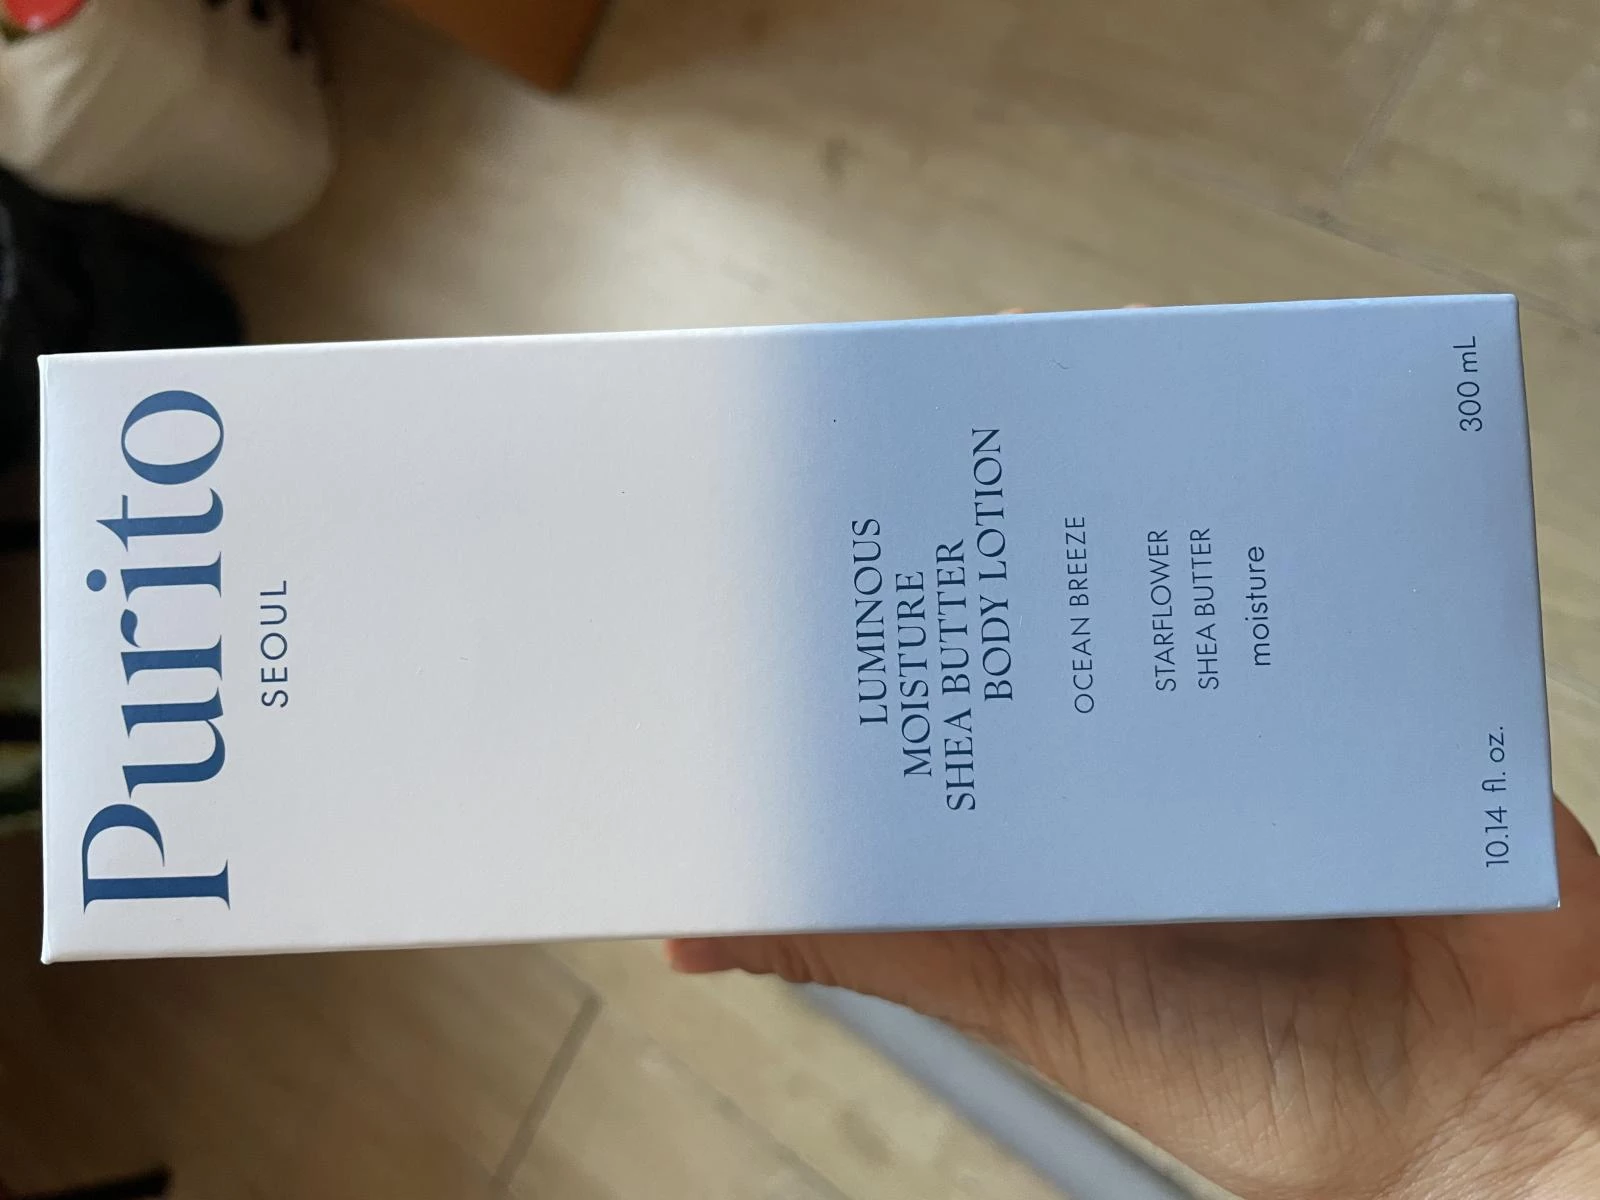 Purito
SEOUL
LUMINOUS
MOISTURE
SHEA BUTTER
BODY LOTION
OCEAN BREEZE
STARFLOWER
SHEA BUTTER
moisture
10.14 fl. oz.
300 mL